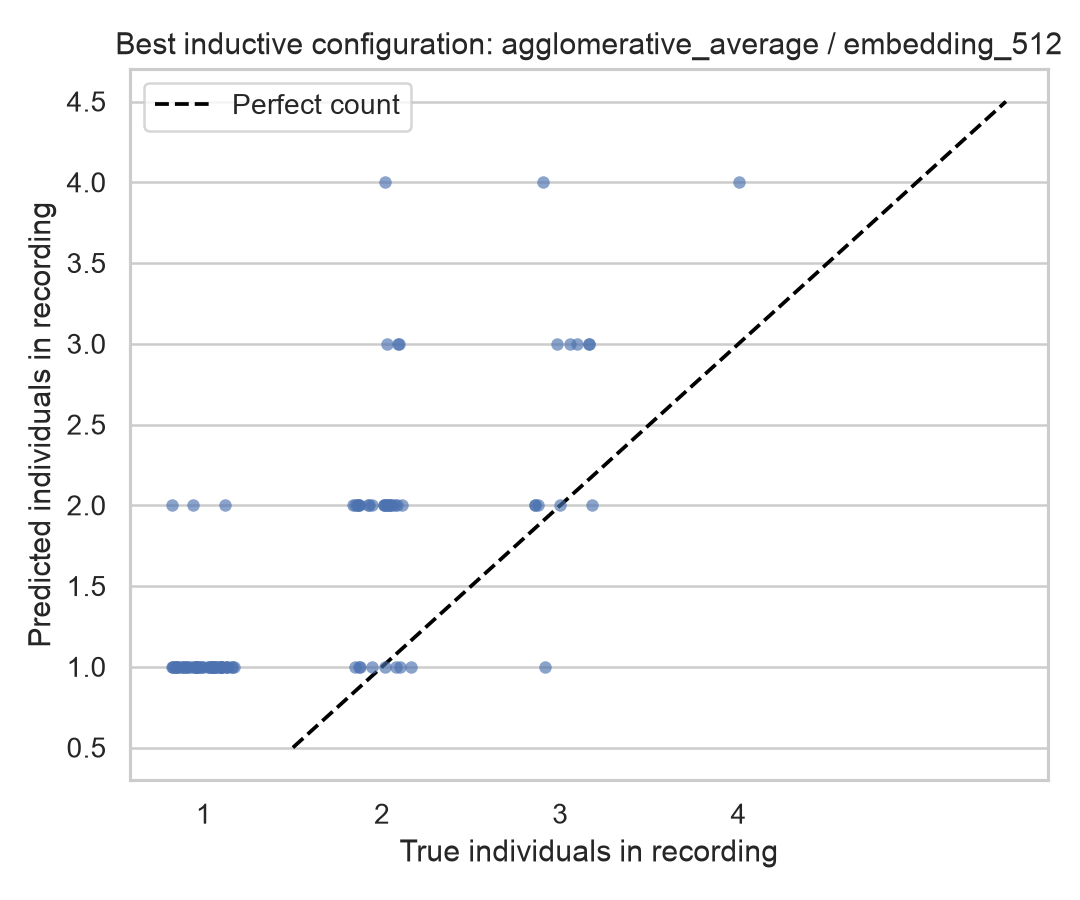 Best inductive configuration: agglomerative_average / embedding_512
Perfect count
4.5
4.0
3.5
3.0
2.5
2.0
1.5
1.0
0.5
Predicted individuals in recording
1 2 3 4
True individuals in recording